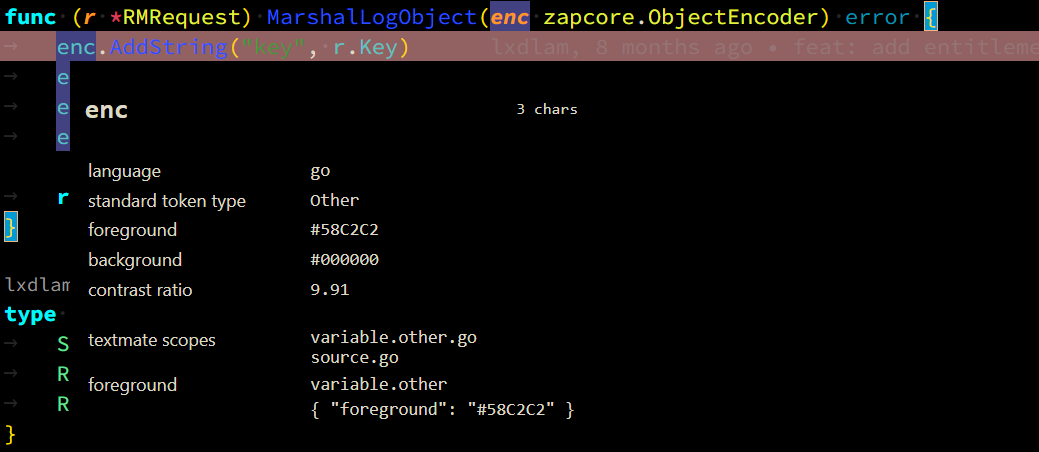 func (r *RMRequest) MarshalLogObject(enc zapcore.ObjectEncoder) error {
→ enc.AddString("key", r.Key) lxdlam, 8 months ago • feat: add entitleme
→ e
→ e
enc 3 chars
→ e
language go
→ r
standard token type Other
}
foreground #58C2C2
background #000000
lxdlam
contrast ratio 9.91
type
→ S
textmate scopes variable.other.go
source.go
→ R
foreground variable.other
→ R
{ "foreground": "#58C2C2" }
}